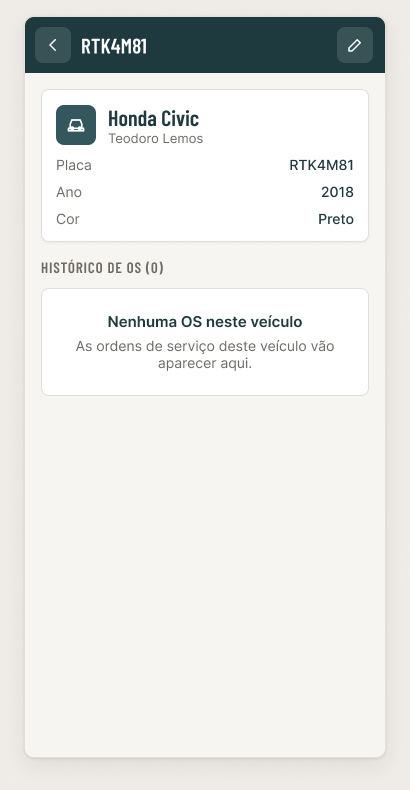 RTK4M81
Honda Civic
Teodoro Lemos
Placa RTK4M81
Ano 2018
Cor Preto
HISTÓRICO DE OS (0)
Nenhuma OS neste veículo
As ordens de serviço deste veículo vão
aparecer aqui.